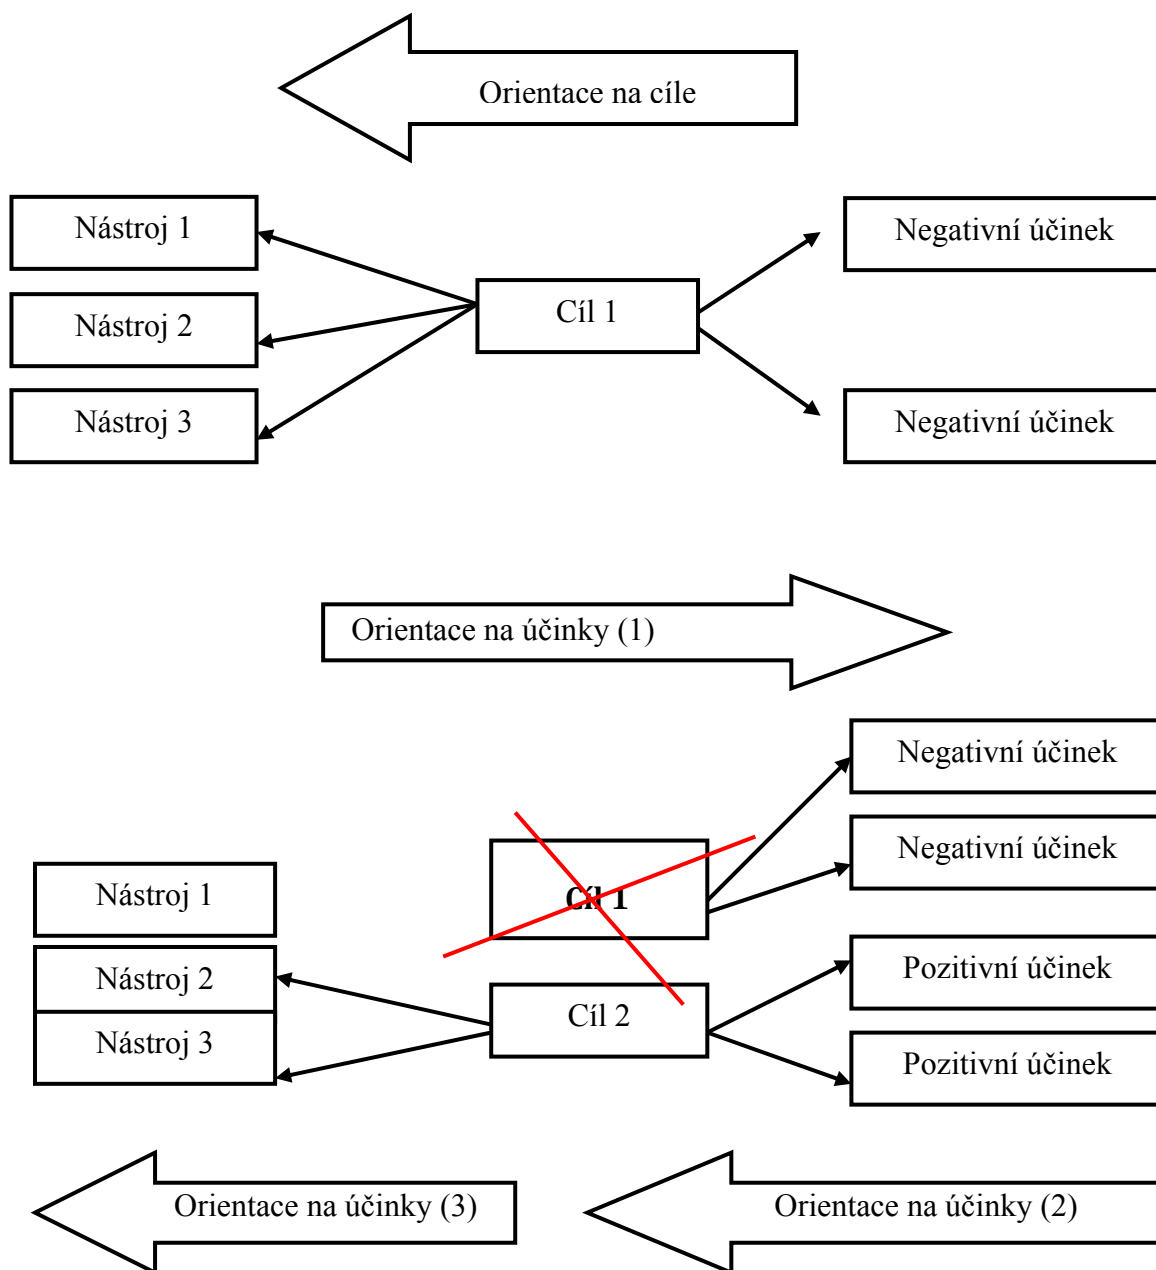 Orientace na cíle
Nástroj 1
Negativní účinek
Cíl 1
Nástroj 2
Nástroj 3
Negativní účinek
Orientace na účinky (1)
Negativní účinek
Negativní účinek
Cíl 1
Nástroj 1
Nástroj 2
Pozitivní účinek
Cíl 2
Nástroj 3
Pozitivní účinek
Orientace na účinky (3)
Orientace na účinky (2)